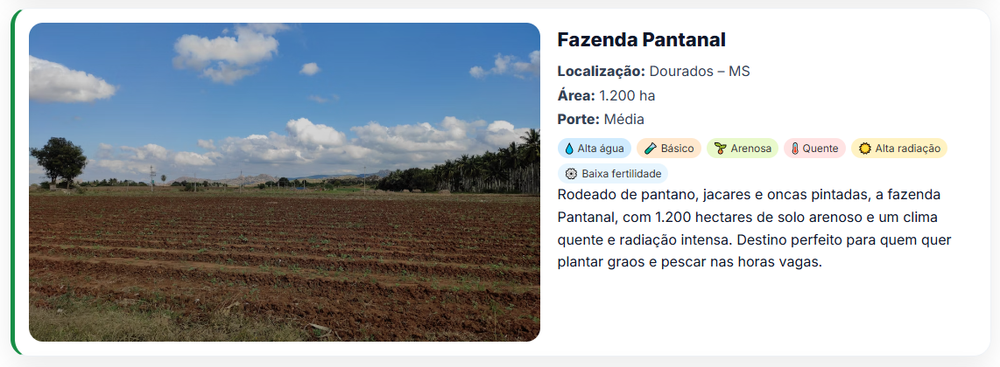 Fazenda Pantanal
Localização: Dourados – MS
Área: 1.200 ha
Porte: Média
Alta água Básico Arenosa Quente Alta radiação
Baixa fertilidade
Rodeado de pantano, jacares e oncas pintadas, a fazenda
Pantanal, com 1.200 hectares de solo arenoso e um clima
quente e radiação intensa. Destino perfeito para quem quer
plantar graos e pescar nas horas vagas.